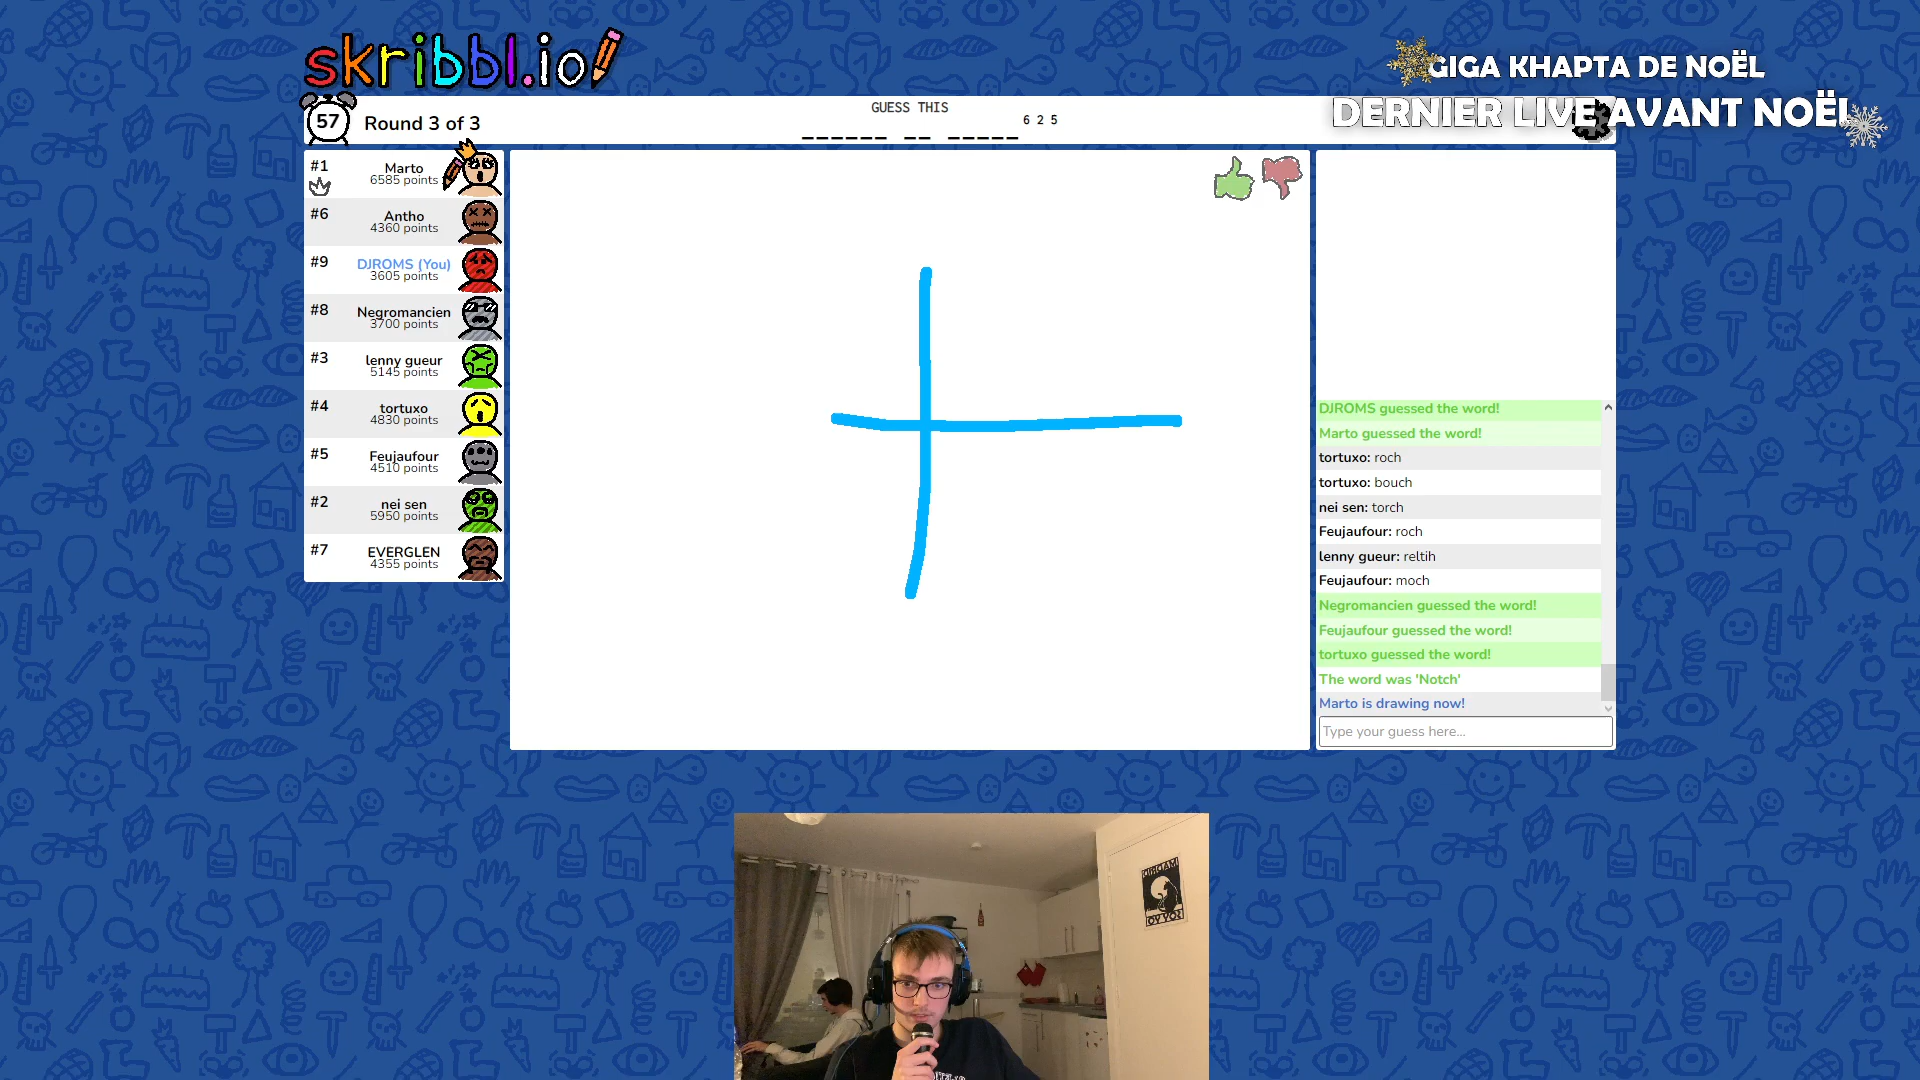 skribbl.io
GIGA KHAPTA DE NOËL
DERNIER LIVE AVANT NOËL
57
Round 3 of 3
GUESS THIS
______ __ _____ 6 2 5
#1
Marto
6585 points
#6
Antho
4360 points
#9
DJROMS (You)
3605 points
#8
Negromancien
3700 points
#3
lenny gueur
5145 points
#4
tortuxo
4830 points
#5
Feujaufour
4510 points
#2
nei sen
5950 points
#7
EVERGLEN
4355 points
DJROMS guessed the word!
Marto guessed the word!
tortuxo: roch
tortuxo: bouch
nei sen: torch
Feujaufour: roch
lenny gueur: reltih
Feujaufour: moch
Negromancien guessed the word!
Feujaufour guessed the word!
tortuxo guessed the word!
The word was 'Notch'
Marto is drawing now!
Type your guess here...